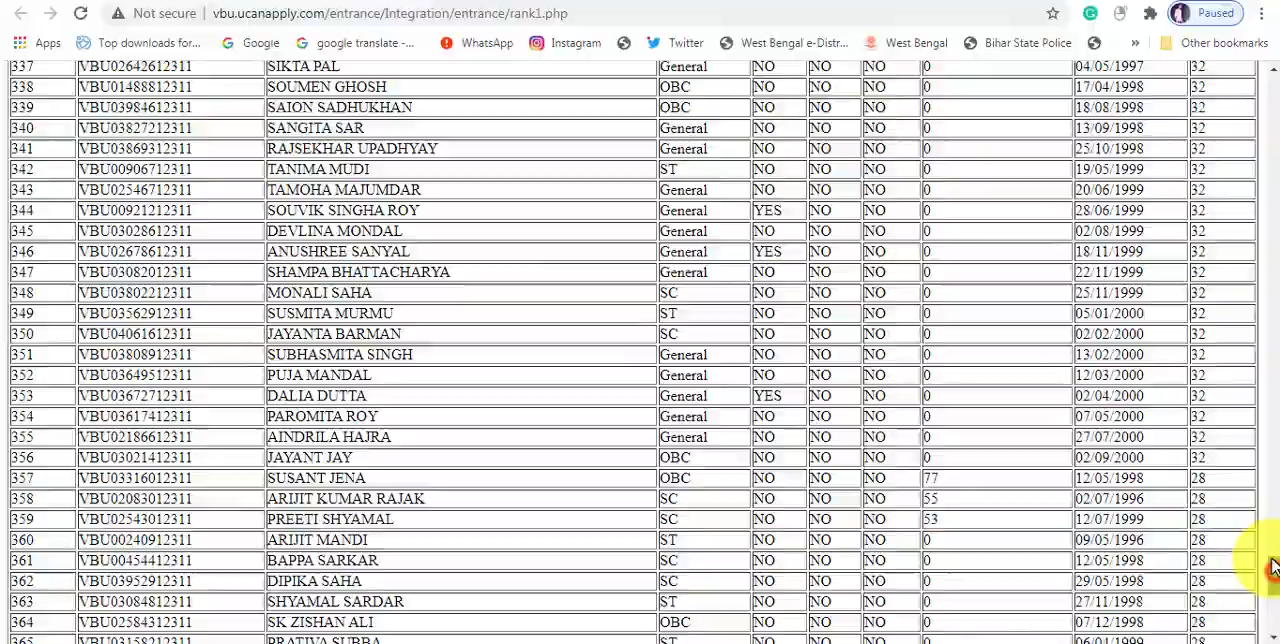 Not secure | vbu.ucanapply.com/entrance/Integration/entrance/rank1.php Paused
Apps Top downloads for... Google google translate -... WhatsApp Instagram Twitter West Bengal e-Distr... West Bengal Bihar State Police » Other bookmarks
337 VBU02642612311 SIKTA PAL General NO NO NO 0 04/05/1997 32
338 VBU01488812311 SOUMEN GHOSH OBC NO NO NO 0 17/04/1998 32
339 VBU03984612311 SAION SADHUKHAN OBC NO NO NO 0 18/08/1998 32
340 VBU03827212311 SANGITA SAR General NO NO NO 0 13/09/1998 32
341 VBU03869312311 RAJSEKHAR UPADHYAY General NO NO NO 0 25/10/1998 32
342 VBU00906712311 TANIMA MUDI ST NO NO NO 0 19/05/1999 32
343 VBU02546712311 TAMOHA MAJUMDAR General NO NO NO 0 20/06/1999 32
344 VBU00921212311 SOUVIK SINGHA ROY General YES NO NO 0 28/06/1999 32
345 VBU03028612311 DEVLINA MONDAL General NO NO NO 0 02/08/1999 32
346 VBU02678612311 ANUSHREE SANYAL General YES NO NO 0 18/11/1999 32
347 VBU03082012311 SHAMPA BHATTACHARYA General NO NO NO 0 22/11/1999 32
348 VBU03802212311 MONALI SAHA SC NO NO NO 0 25/11/1999 32
349 VBU03562912311 SUSMITA MURMU ST NO NO NO 0 05/01/2000 32
350 VBU04061612311 JAYANTA BARMAN SC NO NO NO 0 02/02/2000 32
351 VBU03808912311 SUBHASMITA SINGH General NO NO NO 0 13/02/2000 32
352 VBU03649512311 PUJA MANDAL General NO NO NO 0 12/03/2000 32
353 VBU03672712311 DALIA DUTTA General YES NO NO 0 02/04/2000 32
354 VBU03617412311 PAROMITA ROY General NO NO NO 0 07/05/2000 32
355 VBU02186612311 AINDRILA HAJRA General NO NO NO 0 27/07/2000 32
356 VBU03021412311 JAYANT JAY OBC NO NO NO 0 02/09/2000 32
357 VBU03316012311 SUSANT JENA OBC NO NO NO 77 12/05/1998 28
358 VBU02083012311 ARIJIT KUMAR RAJAK SC NO NO NO 55 02/07/1996 28
359 VBU02543012311 PREETI SHYAMAL SC NO NO NO 53 12/07/1999 28
360 VBU00240912311 ARIJIT MANDI ST NO NO NO 0 09/05/1996 28
361 VBU00454412311 BAPPA SARKAR SC NO NO NO 0 12/05/1998 28
362 VBU03952912311 DIPIKA SAHA SC NO NO NO 0 29/05/1998 28
363 VBU03084812311 SHYAMAL SARDAR ST NO NO NO 0 27/11/1998 28
364 VBU02584312311 SK ZISHAN ALI OBC NO NO NO 0 07/12/1998 28
365 VBU03158212311 PRATIVA SUBBA ST NO NO NO 0 28